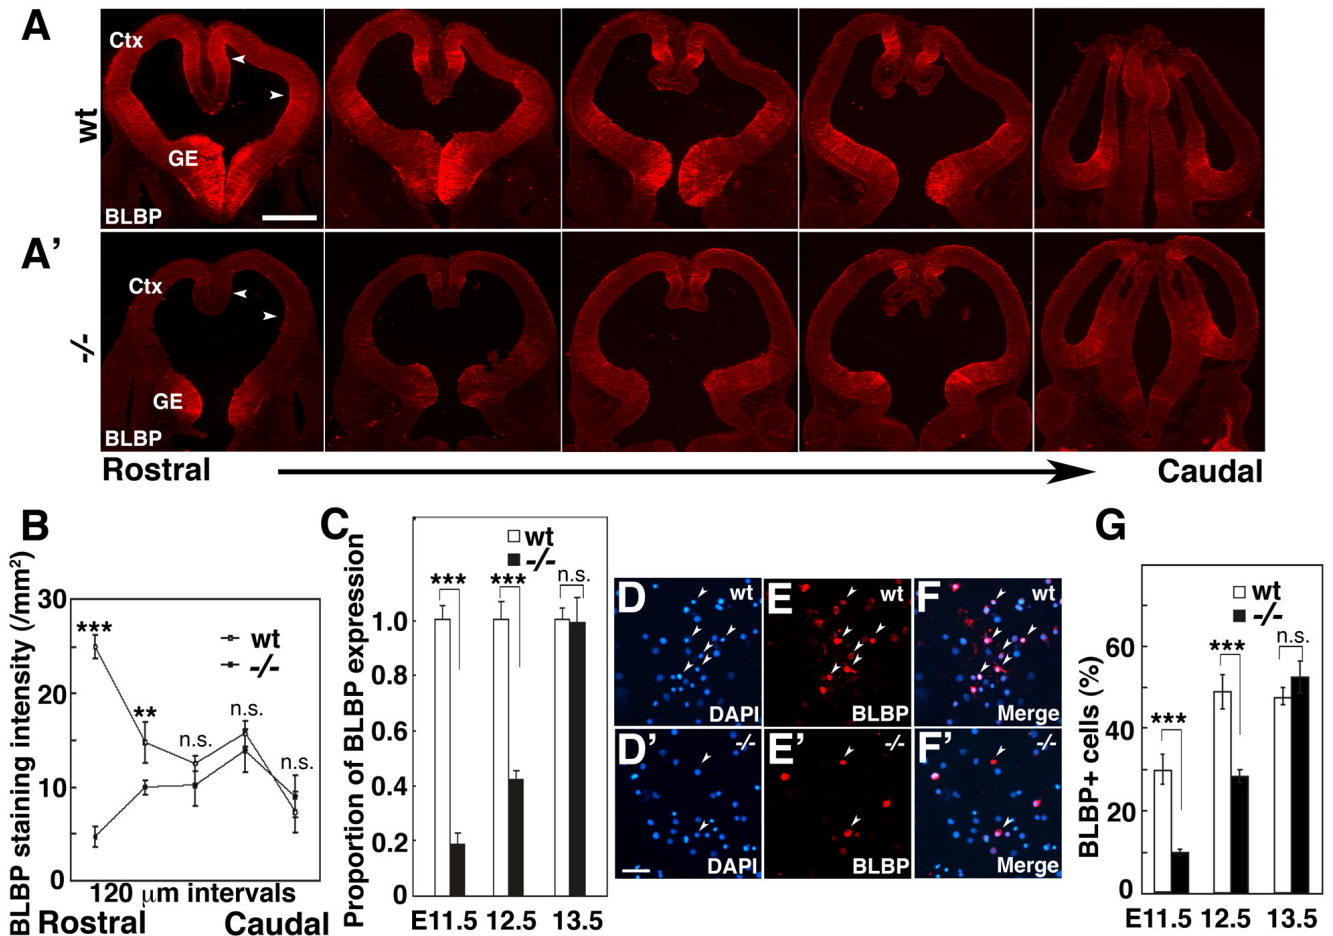 A
Ctx
wt
GE
BLBP
A'
Ctx
-/-
GE
BLBP
Rostral
Caudal
B
BLBP staining intensity (/mm²)
30
20
10
0
***
**
n.s.
n.s.
n.s.
wt
-/-
120 μm intervals
Rostral
Caudal
C
Proportion of BLBP expression
wt
-/-
***
***
n.s.
1.0
0.8
0.6
0.4
0.2
0
E11.5
12.5
13.5
D
wt
DAPI
E
wt
BLBP
F
wt
Merge
D'
-/-
DAPI
E'
-/-
BLBP
F'
-/-
Merge
G
BLBP+ cells (%)
wt
-/-
***
***
n.s.
60
40
20
0
E11.5
12.5
13.5